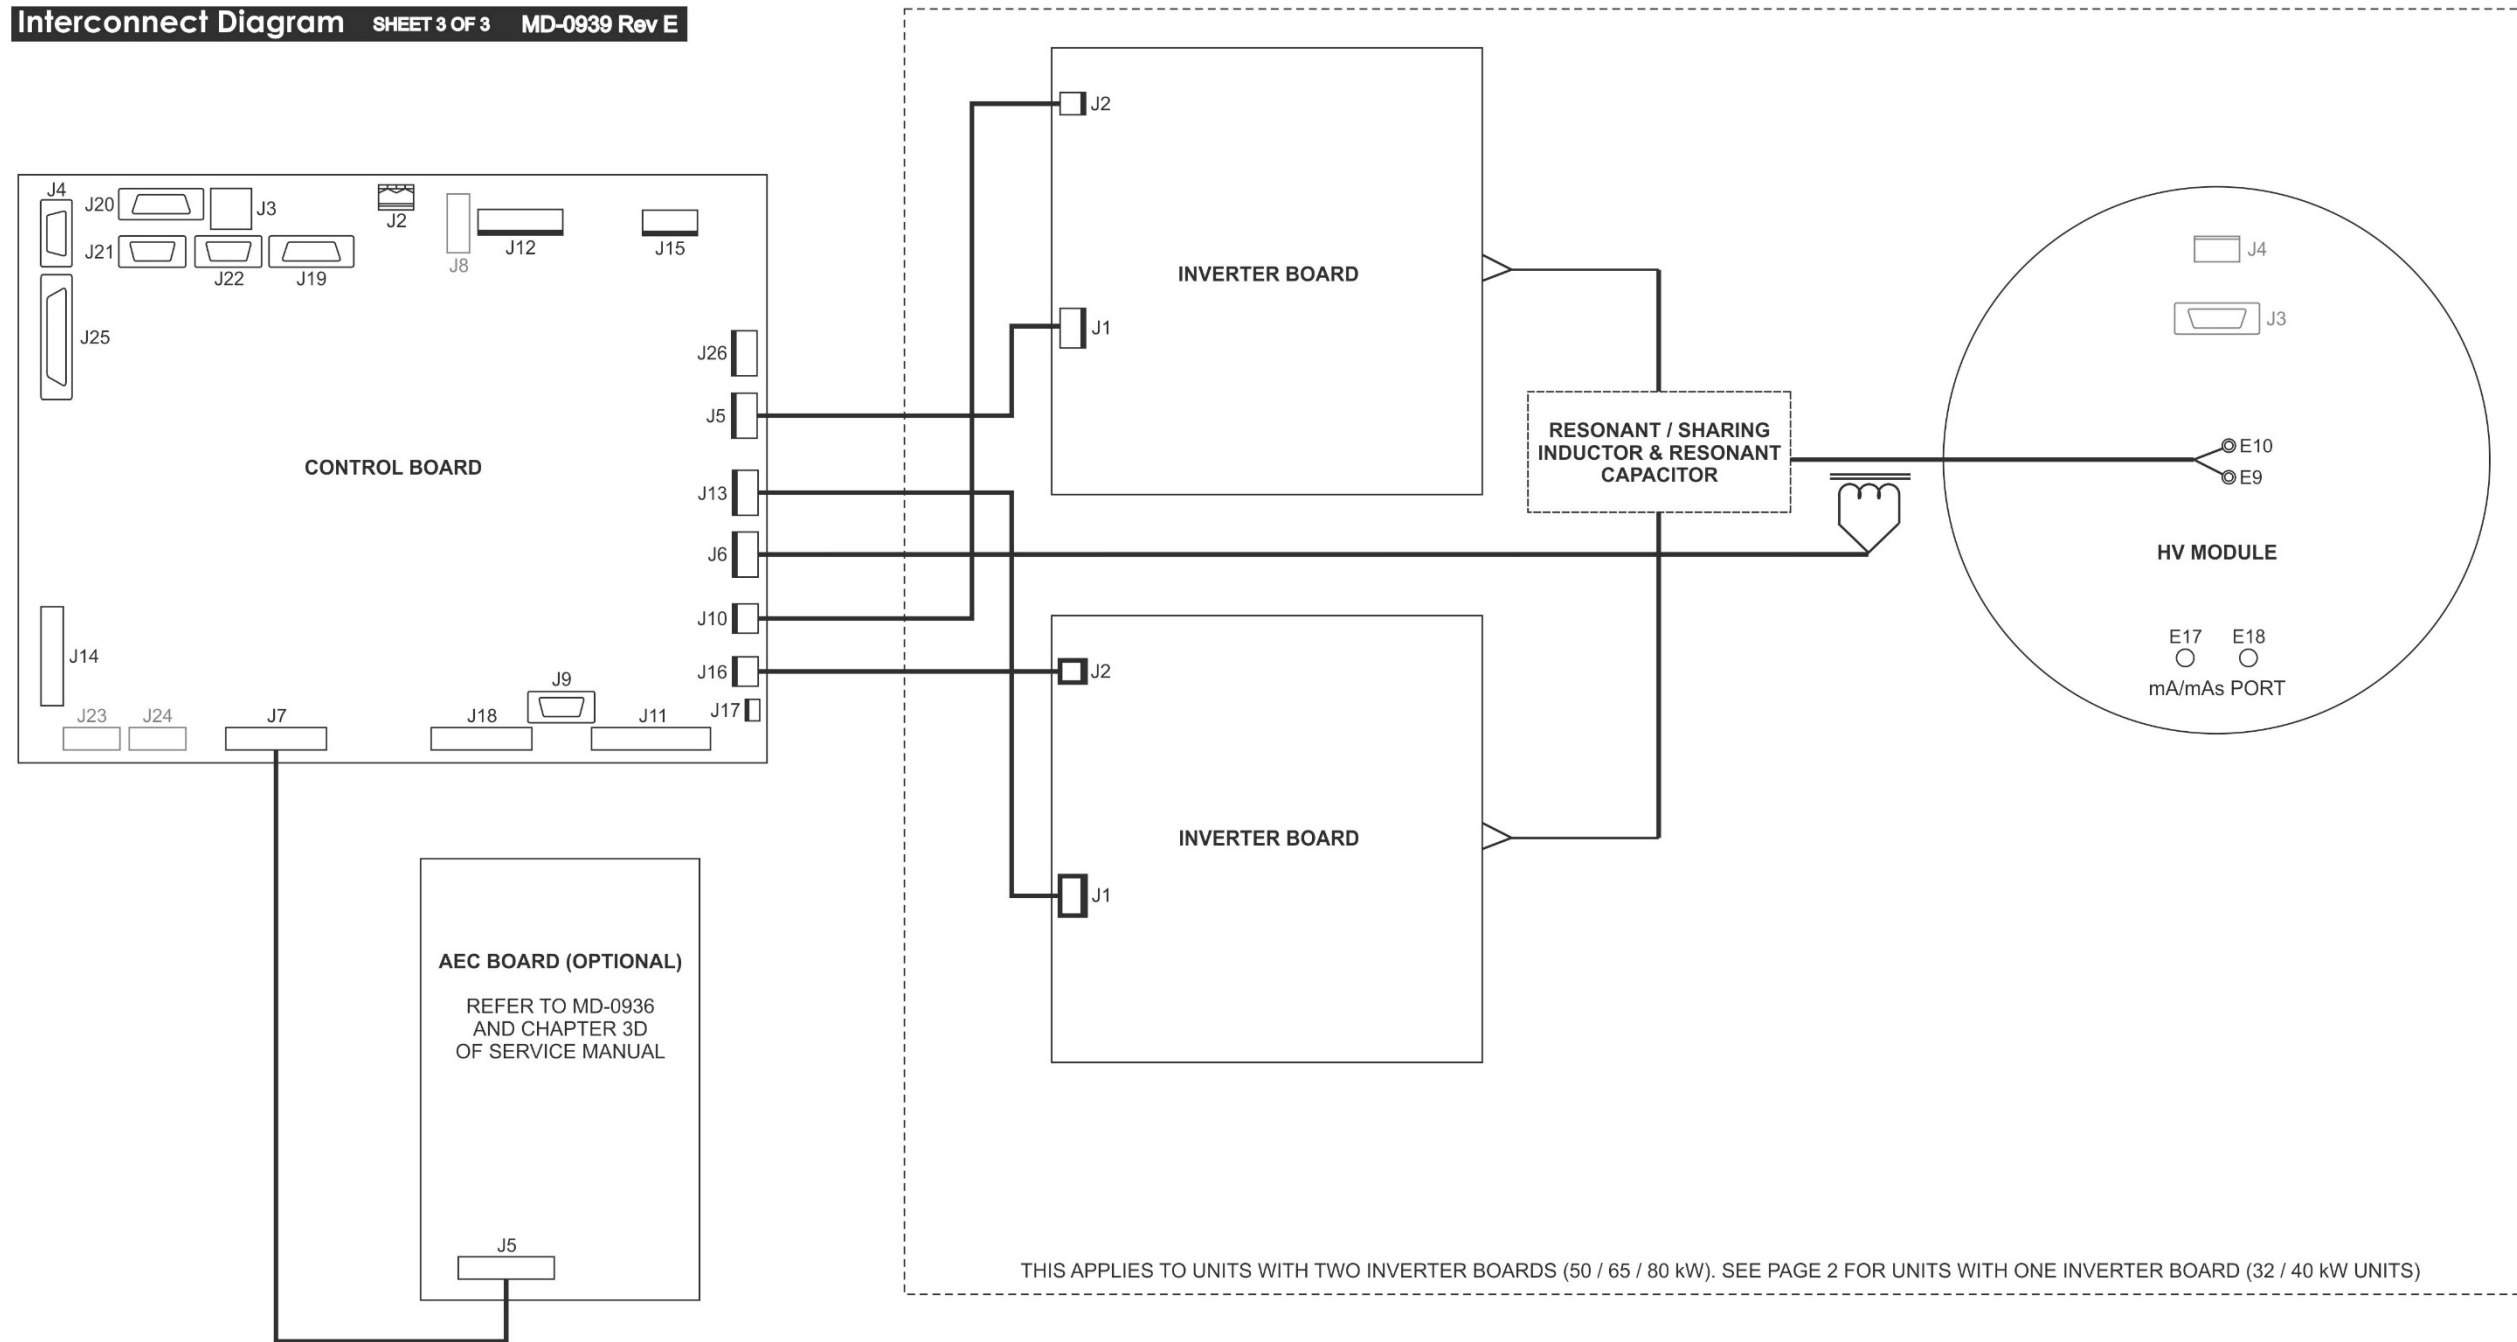 Interconnect Diagram SHEET 3 OF 3 MD-0939 Rev E
J4
J20
J3
J2
J21
J22
J19
J8
J12
J15
J25
J26
J5
CONTROL BOARD
J13
J6
J10
J14
J16
J9
J17
J23
J24
J7
J18
J11
AEC BOARD (OPTIONAL)
REFER TO MD-0936
AND CHAPTER 3D
OF SERVICE MANUAL
J5
J2
INVERTER BOARD
J1
J2
INVERTER BOARD
J1
RESONANT / SHARING
INDUCTOR & RESONANT
CAPACITOR
J4
J3
E10
E9
HV MODULE
E17 E18
mA/mAs PORT
THIS APPLIES TO UNITS WITH TWO INVERTER BOARDS (50 / 65 / 80 kW). SEE PAGE 2 FOR UNITS WITH ONE INVERTER BOARD (32 / 40 kW UNITS)